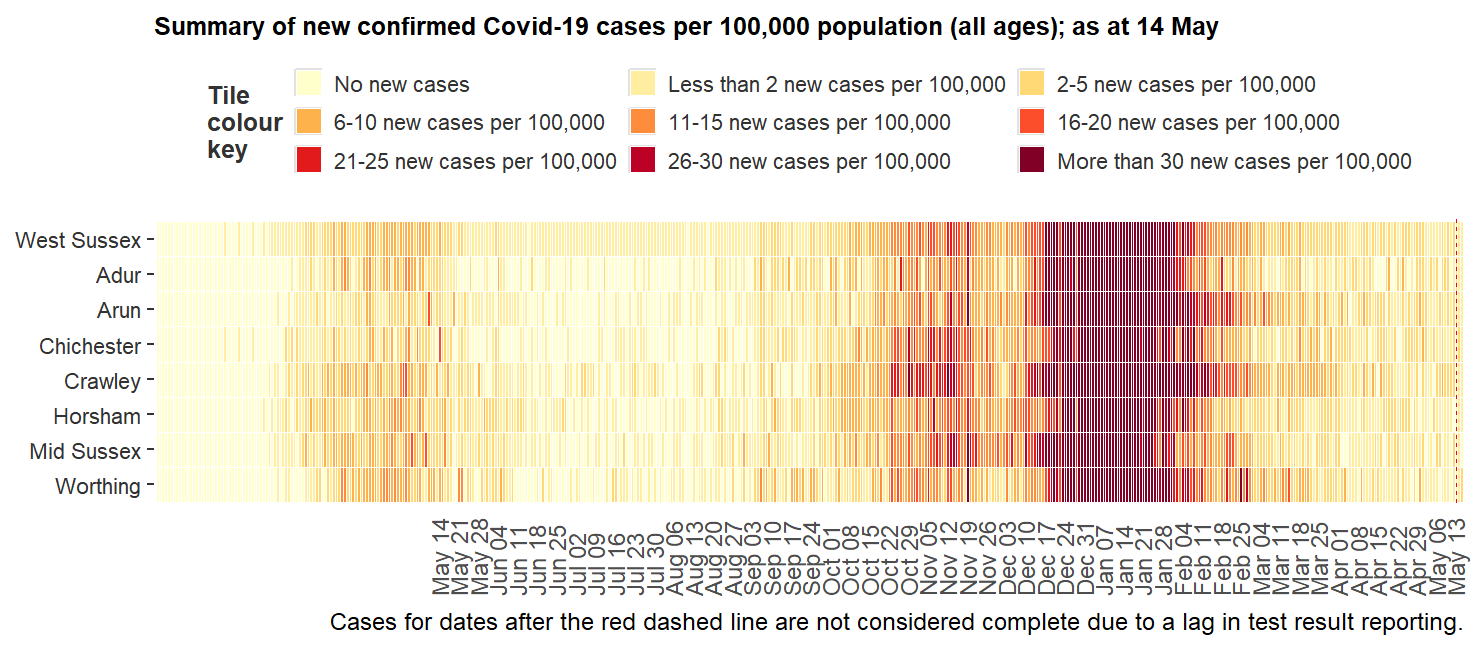 Summary of new confirmed Covid-19 cases per 100,000 population (all ages); as at 14 May
Tile
colour
key
No new cases
Less than 2 new cases per 100,000
2-5 new cases per 100,000
6-10 new cases per 100,000
11-15 new cases per 100,000
16-20 new cases per 100,000
21-25 new cases per 100,000
26-30 new cases per 100,000
More than 30 new cases per 100,000
West Sussex
Adur
Arun
Chichester
Crawley
Horsham
Mid Sussex
Worthing
May 14
May 21
May 28
Jun 04
Jun 11
Jun 18
Jun 25
Jul 02
Jul 09
Jul 16
Jul 23
Jul 30
Aug 06
Aug 13
Aug 20
Aug 27
Sep 03
Sep 10
Sep 17
Sep 24
Oct 01
Oct 08
Oct 15
Oct 22
Oct 29
Nov 05
Nov 12
Nov 19
Nov 26
Dec 03
Dec 10
Dec 17
Dec 24
Dec 31
Jan 07
Jan 14
Jan 21
Jan 28
Feb 04
Feb 11
Feb 18
Feb 25
Mar 04
Mar 11
Mar 18
Mar 25
Apr 01
Apr 08
Apr 15
Apr 22
Apr 29
May 06
May 13
Cases for dates after the red dashed line are not considered complete due to a lag in test result reporting.